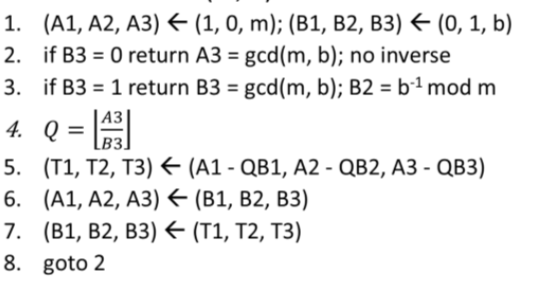 1. (A1, A2, A3) ← (1, 0, m); (B1, B2, B3) ← (0, 1, b)
2. if B3 = 0 return A3 = gcd(m, b); no inverse
3. if B3 = 1 return B3 = gcd(m, b); B2 = b⁻¹ mod m
4. Q = ⌊A3/B3⌋
5. (T1, T2, T3) ← (A1 - QB1, A2 - QB2, A3 - QB3)
6. (A1, A2, A3) ← (B1, B2, B3)
7. (B1, B2, B3) ← (T1, T2, T3)
8. goto 2